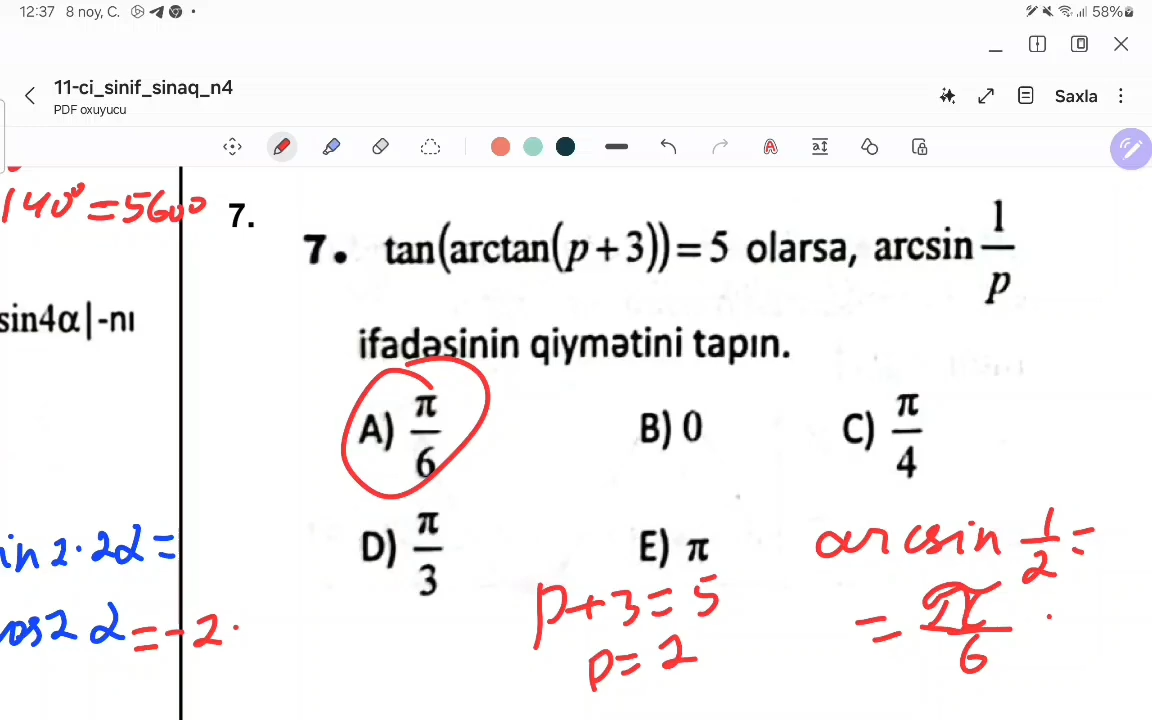 12:37 8 noy, C. 58%
11-ci_sinif_sinaq_n4
PDF oxuyucu
Saxla
140° = 5600
7.
7. tan(arctan(p+3))=5 olarsa, arcsin 1/p
sin4α|-nı
ifadəsinin qiymətini tapın.
A) π/6 B) 0 C) π/4
D) π/3 E) π
in 2·2α=
arcsin 1/2 =
p+3=5
= π/6 ·
os2α=-2·
p=2